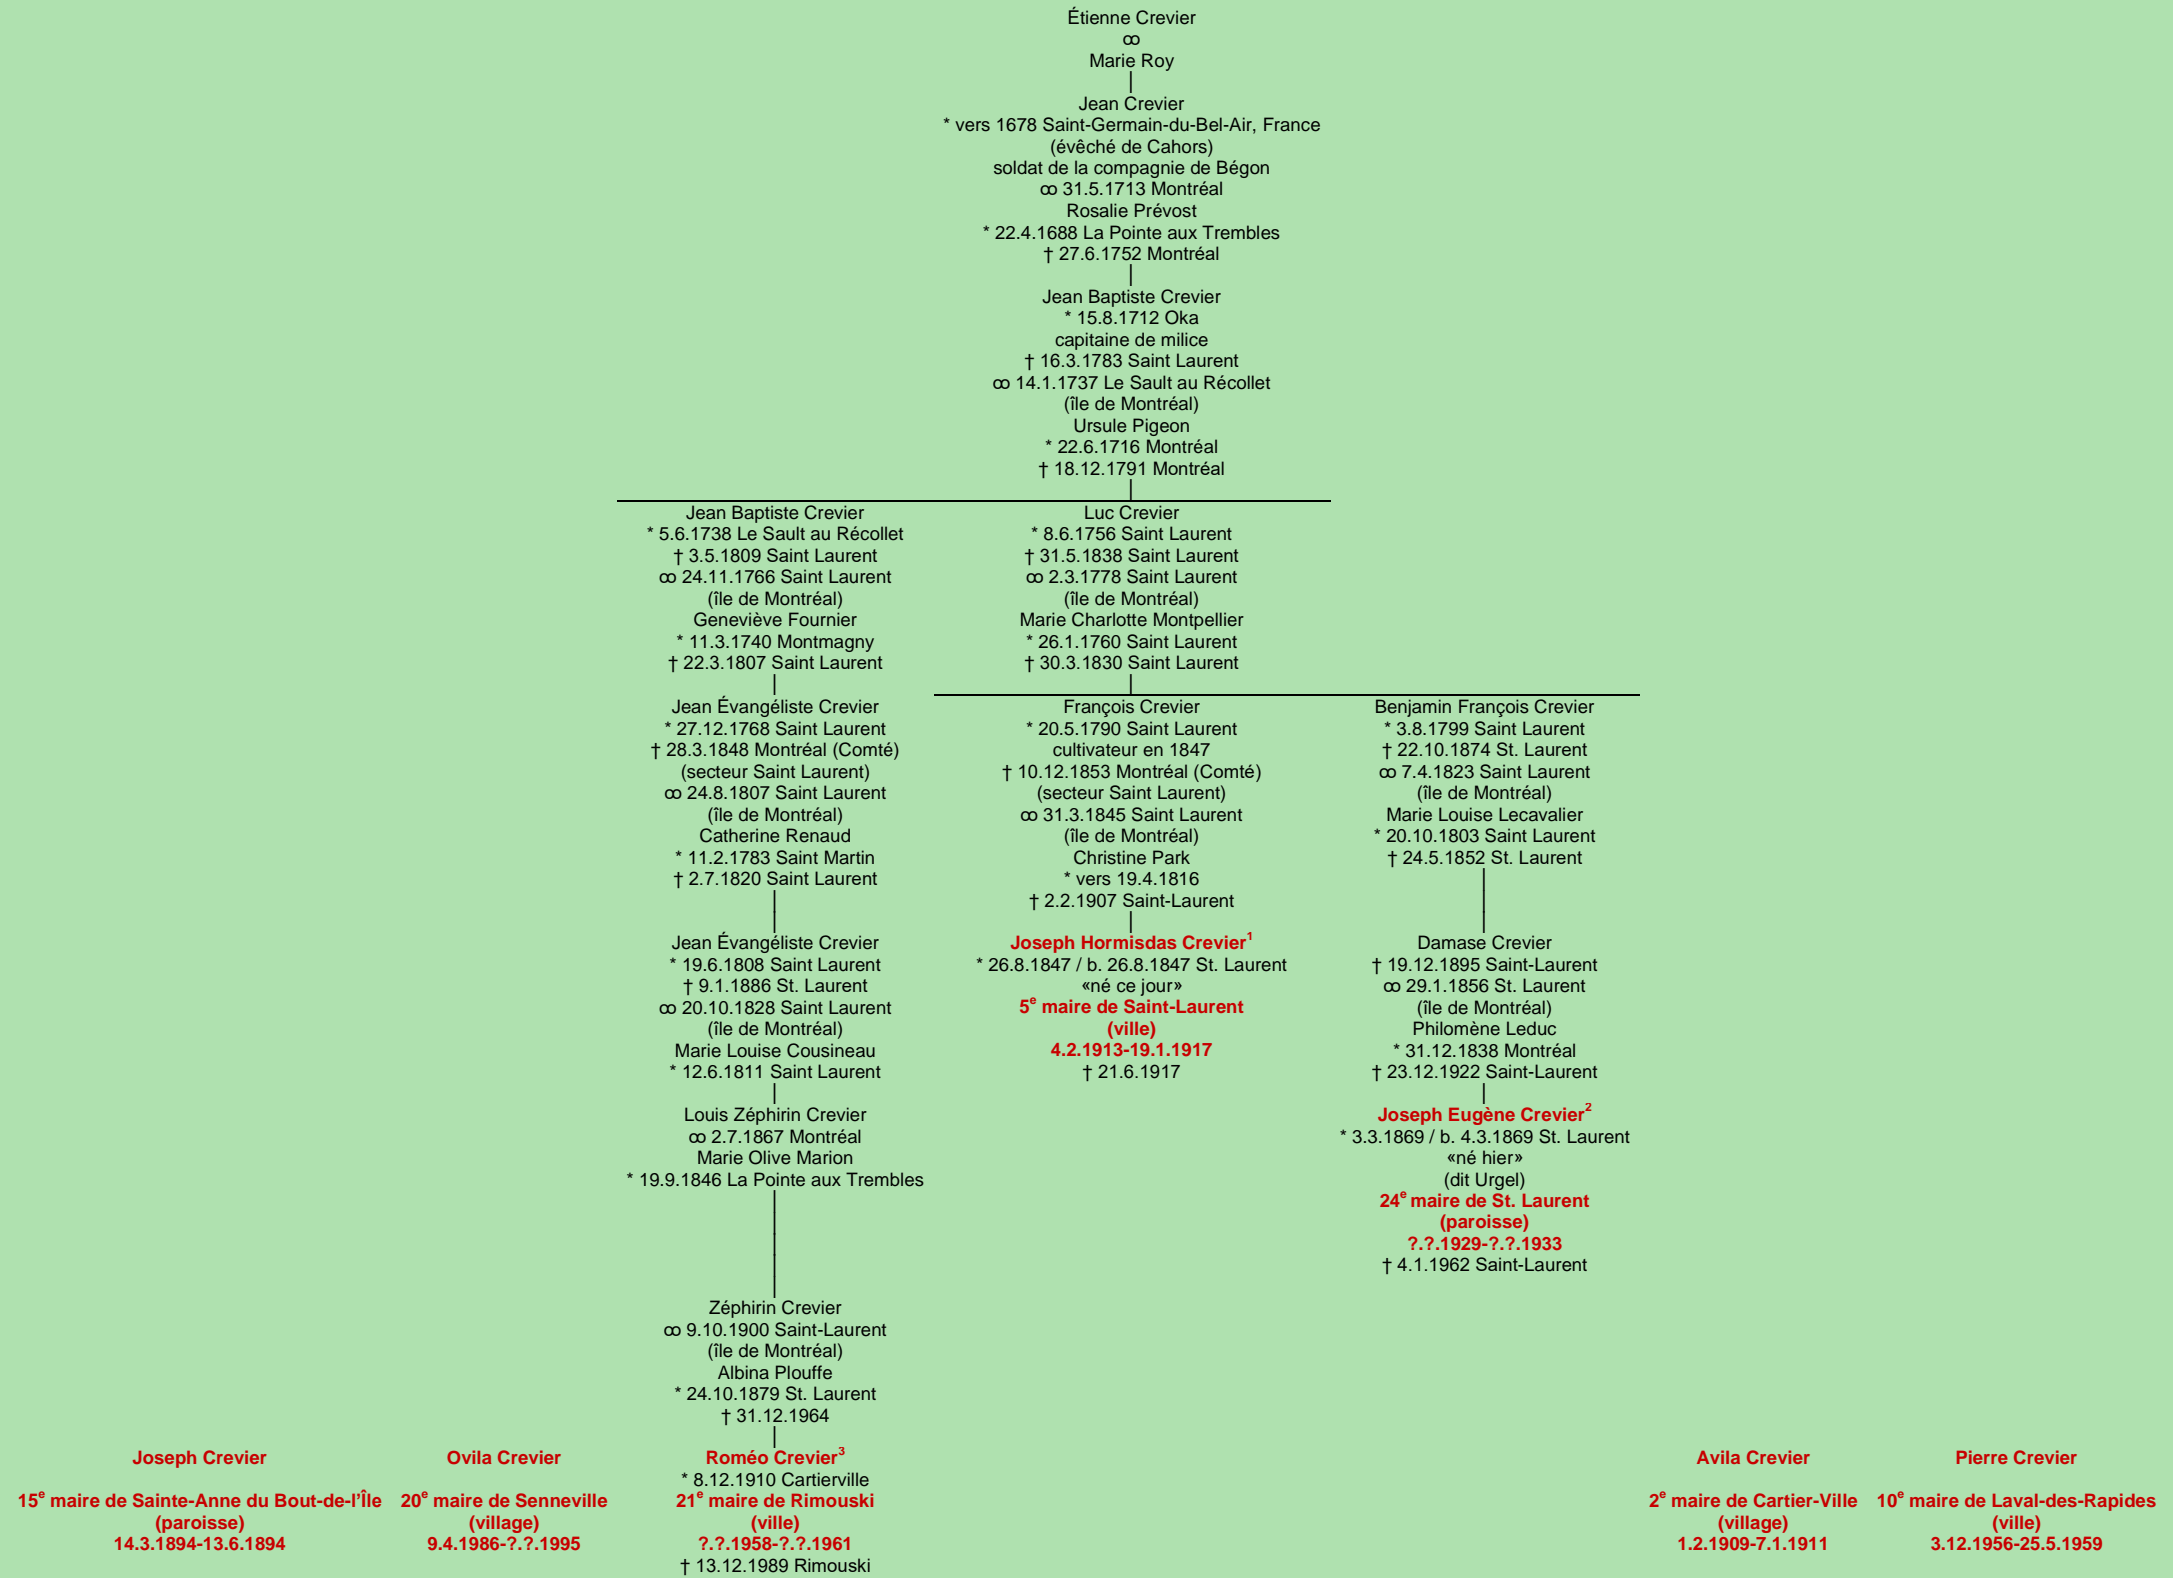 Étienne Crevier
ꝏ
Marie Roy
Jean Crevier
* vers 1678 Saint-Germain-du-Bel-Air, France
(évêché de Cahors)
soldat de la compagnie de Bégon
ꝏ 31.5.1713 Montréal
Rosalie Prévost
* 22.4.1688 La Pointe aux Trembles
† 27.6.1752 Montréal
Jean Baptiste Crevier
* 15.8.1712 Oka
capitaine de milice
† 16.3.1783 Saint Laurent
ꝏ 14.1.1737 Le Sault au Récollet
(île de Montréal)
Ursule Pigeon
* 22.6.1716 Montréal
† 18.12.1791 Montréal
Jean Baptiste Crevier
* 5.6.1738 Le Sault au Récollet
† 3.5.1809 Saint Laurent
ꝏ 24.11.1766 Saint Laurent
(île de Montréal)
Geneviève Fournier
* 11.3.1740 Montmagny
† 22.3.1807 Saint Laurent
Luc Crevier
* 8.6.1756 Saint Laurent
† 31.5.1838 Saint Laurent
ꝏ 2.3.1778 Saint Laurent
(île de Montréal)
Marie Charlotte Montpellier
* 26.1.1760 Saint Laurent
† 30.3.1830 Saint Laurent
Jean Évangéliste Crevier
* 27.12.1768 Saint Laurent
† 28.3.1848 Montréal (Comté)
(secteur Saint Laurent)
ꝏ 24.8.1807 Saint Laurent
(île de Montréal)
Catherine Renaud
* 11.2.1783 Saint Martin
† 2.7.1820 Saint Laurent
François Crevier
* 20.5.1790 Saint Laurent
cultivateur en 1847
† 10.12.1853 Montréal (Comté)
(secteur Saint Laurent)
ꝏ 31.3.1845 Saint Laurent
(île de Montréal)
Christine Park
* vers 19.4.1816
† 2.2.1907 Saint-Laurent
Benjamin François Crevier
* 3.8.1799 Saint Laurent
† 22.10.1874 St. Laurent
ꝏ 7.4.1823 Saint Laurent
(île de Montréal)
Marie Louise Lecavalier
* 20.10.1803 Saint Laurent
† 24.5.1852 St. Laurent
Jean Évangéliste Crevier
* 19.6.1808 Saint Laurent
† 9.1.1886 St. Laurent
ꝏ 20.10.1828 Saint Laurent
(île de Montréal)
Marie Louise Cousineau
* 12.6.1811 Saint Laurent
Joseph Hormisdas Crevier¹
* 26.8.1847 / b. 26.8.1847 St. Laurent
«né ce jour»
5ᵉ maire de Saint-Laurent
(ville)
4.2.1913-19.1.1917
† 21.6.1917
Damase Crevier
† 19.12.1895 Saint-Laurent
ꝏ 29.1.1856 St. Laurent
(île de Montréal)
Philomène Leduc
* 31.12.1838 Montréal
† 23.12.1922 Saint-Laurent
Louis Zéphirin Crevier
ꝏ 2.7.1867 Montréal
Marie Olive Marion
* 19.9.1846 La Pointe aux Trembles
Joseph Eugène Crevier²
* 3.3.1869 / b. 4.3.1869 St. Laurent
«né hier»
(dit Urgel)
24ᵉ maire de St. Laurent
(paroisse)
?.?.1929-?.?.1933
† 4.1.1962 Saint-Laurent
Zéphirin Crevier
ꝏ 9.10.1900 Saint-Laurent
(île de Montréal)
Albina Plouffe
* 24.10.1879 St. Laurent
† 31.12.1964
Joseph Crevier
15ᵉ maire de Sainte-Anne du Bout-de-l'Île
(paroisse)
14.3.1894-13.6.1894
Ovila Crevier
20ᵉ maire de Senneville
(village)
9.4.1986-?.?.1995
Roméo Crevier³
* 8.12.1910 Cartierville
21ᵉ maire de Rimouski
(ville)
?.?.1958-?.?.1961
† 13.12.1989 Rimouski
Avila Crevier
2ᵉ maire de Cartier-Ville
(village)
1.2.1909-7.1.1911
Pierre Crevier
10ᵉ maire de Laval-des-Rapides
(ville)
3.12.1956-25.5.1959